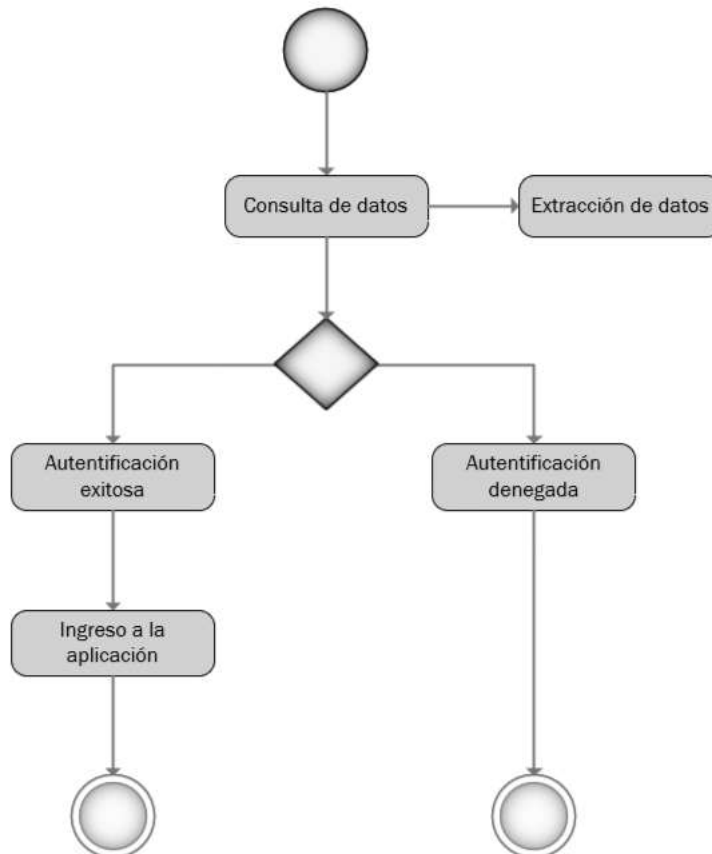 Consulta de datos
Extracción de datos
Autentificación
exitosa
Autentificación
denegada
Ingreso a la
aplicación